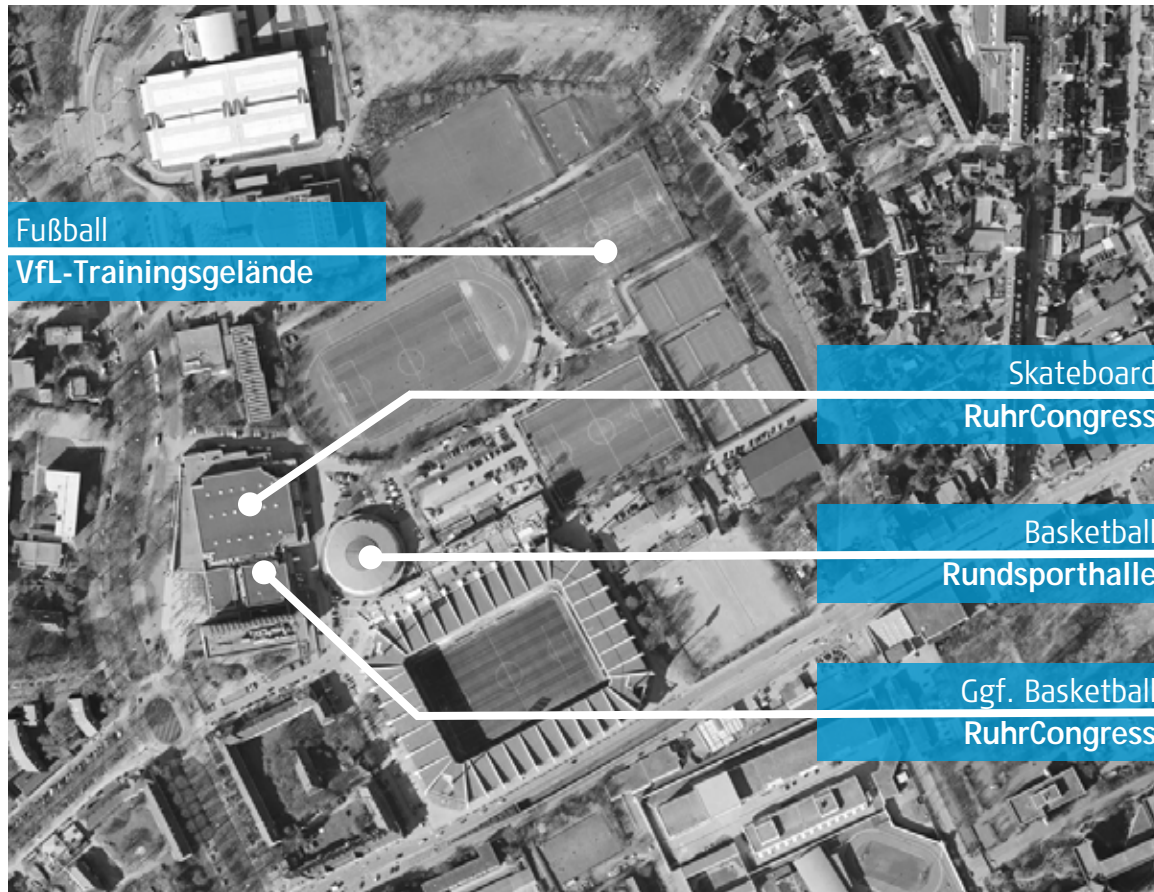 Fußball
VfL-Trainingsgelände
Skateboard
RuhrCongress
Basketball
Rundsporthalle
Ggf. Basketball
RuhrCongress